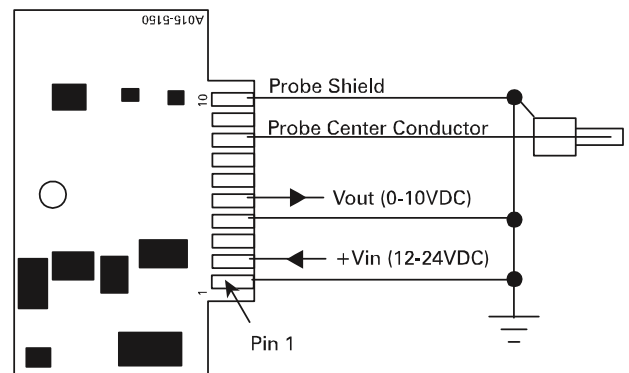 A015-5150
10
Probe Shield
Probe Center Conductor
Vout (0-10VDC)
+Vin (12-24VDC)
1
Pin 1